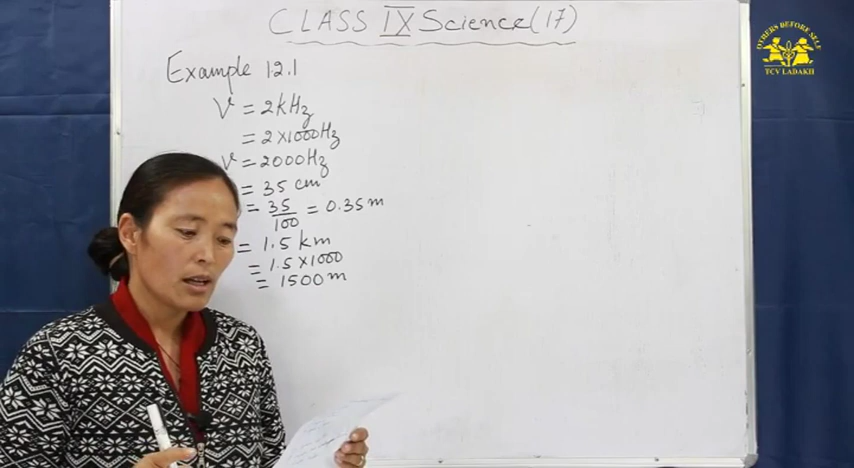 CLASS IX Science (17)
Example 12.1
ν = 2kHz
= 2×1000Hz
ν = 2000Hz
= 35 cm
= 35/100 = 0.35m
= 1.5 km
= 1.5×1000
= 1500m
OTHERS BEFORE SELF
TCV LADAKH